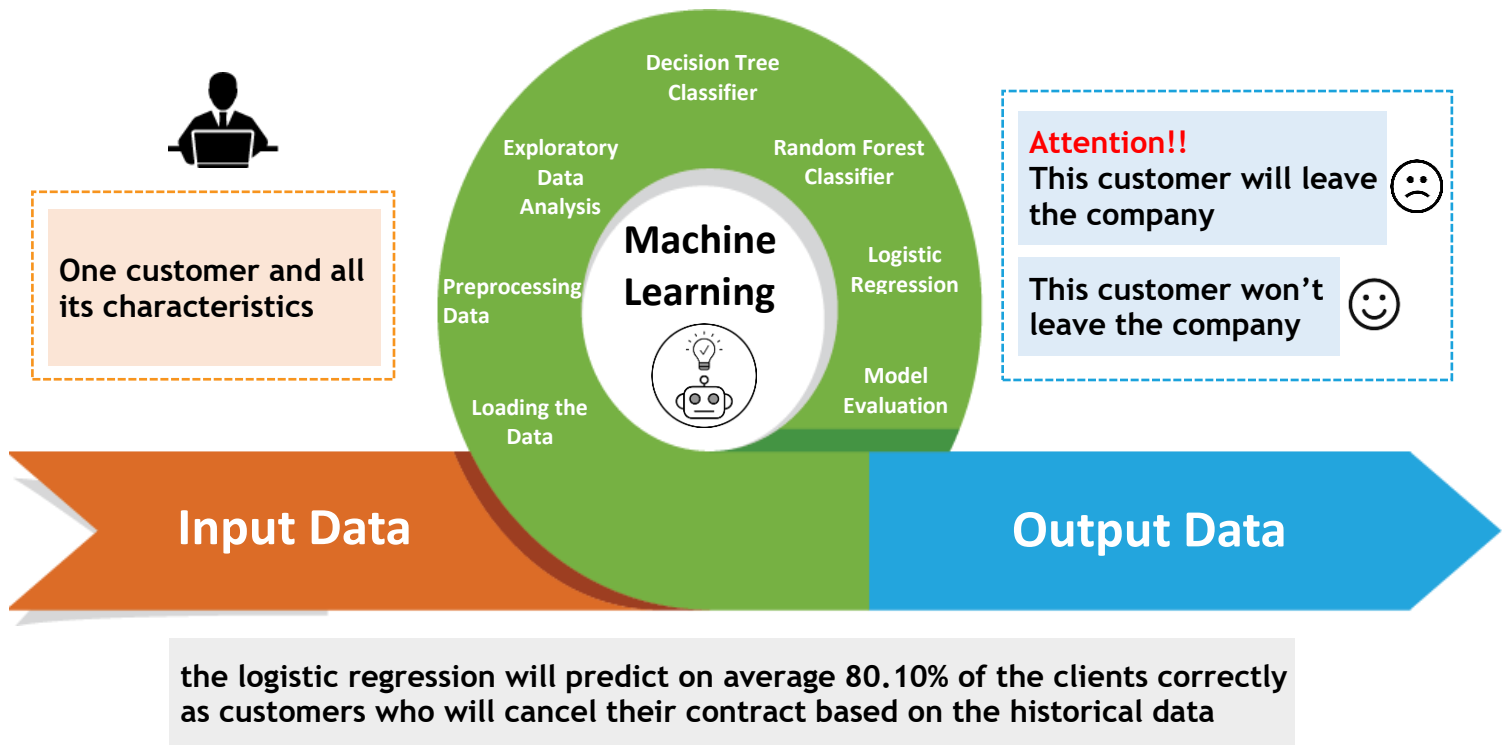 One customer and all
its characteristics
Input Data
Loading the
Data
Preprocessing
Data
Exploratory
Data
Analysis
Decision Tree
Classifier
Random Forest
Classifier
Logistic
Regression
Model
Evaluation
Machine
Learning
Attention!!
This customer will leave
the company
This customer won’t
leave the company
Output Data
the logistic regression will predict on average 80.10% of the clients correctly
as customers who will cancel their contract based on the historical data